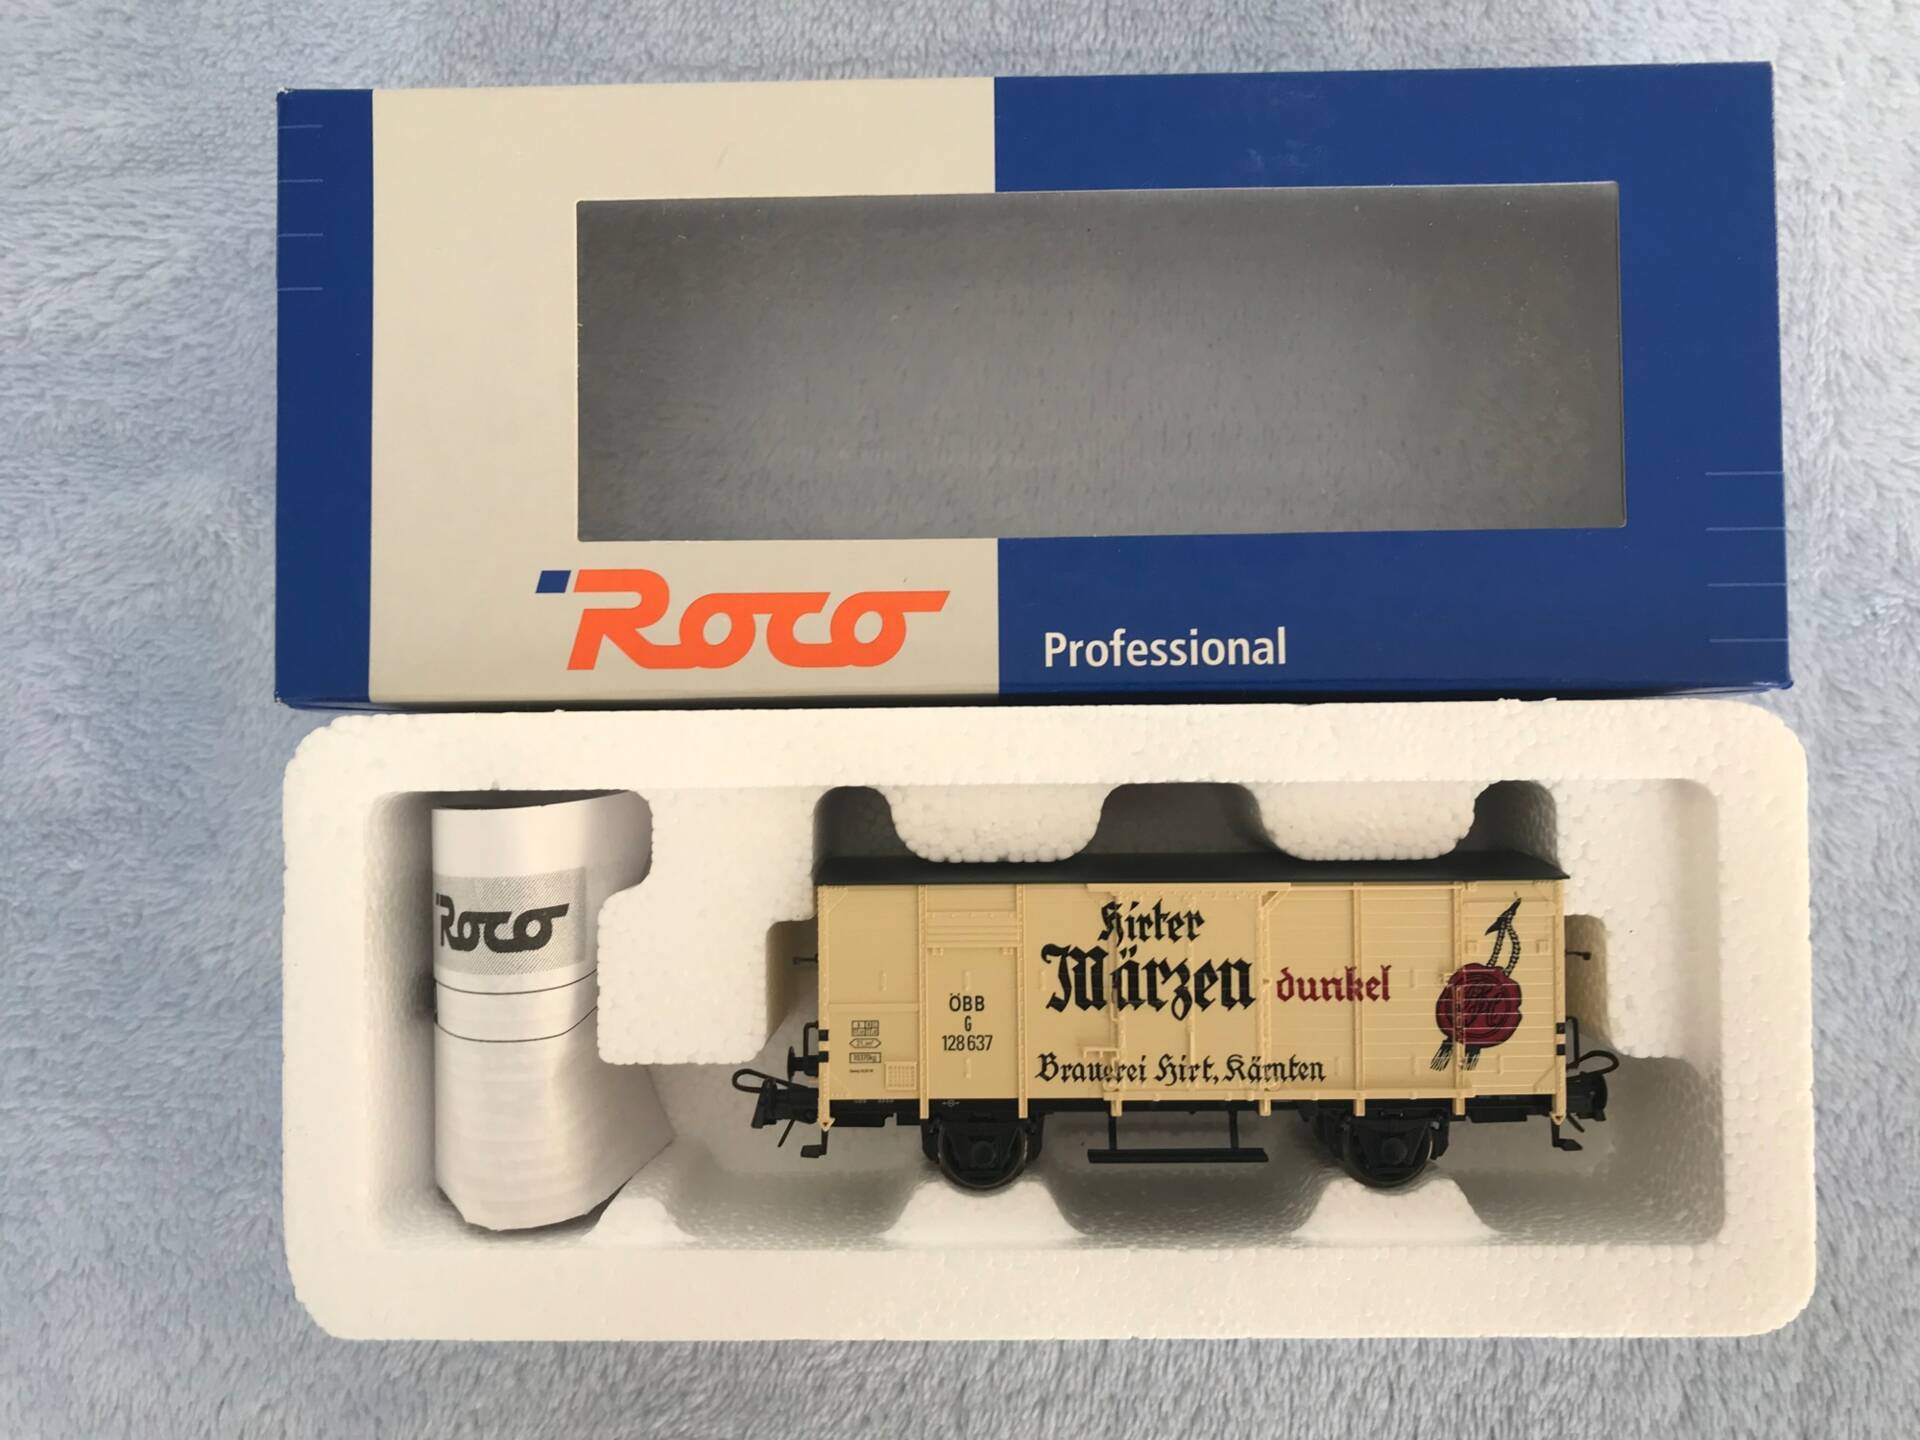 Roco
Professional
Roco
Hirter
Märzen dunkel
ÖBB
G
128 637
Brauerei Hirt, Kärnten